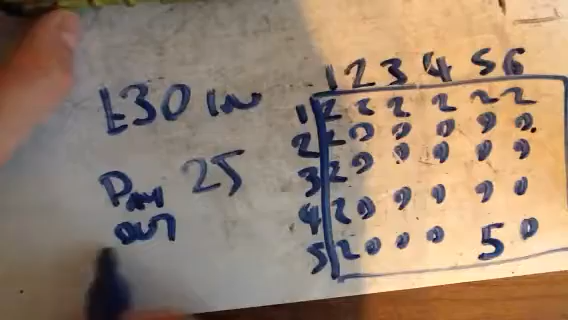 £30 IN
PAY 25
OUT
1 2 3 4 5 6
1 2 2 2 2 2 2
2 2 0 0 0 0 0
3 2 0 0 0 0 0
4 2 0 0 0 0 0
5 2 0 0 0 5 0